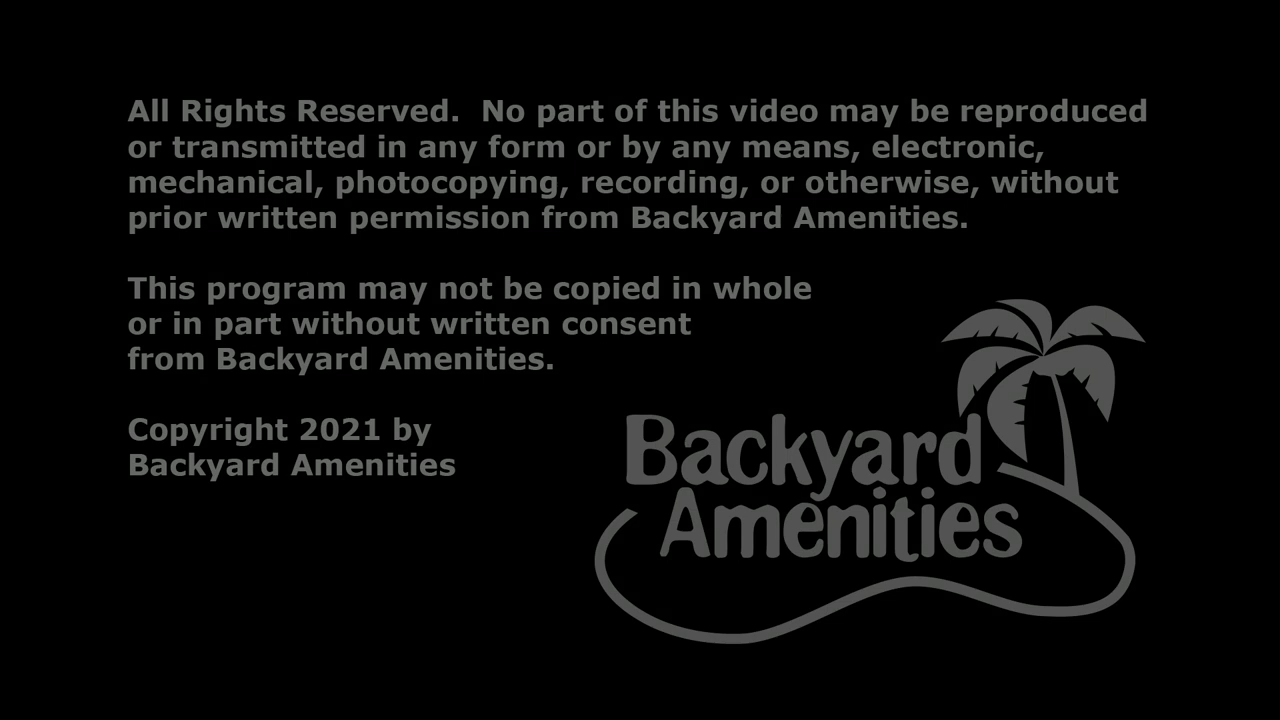 All Rights Reserved.  No part of this video may be reproduced
or transmitted in any form or by any means, electronic,
mechanical, photocopying, recording, or otherwise, without
prior written permission from Backyard Amenities.
This program may not be copied in whole
or in part without written consent
from Backyard Amenities.
Copyright 2021 by
Backyard Amenities
Backyard
Amenities